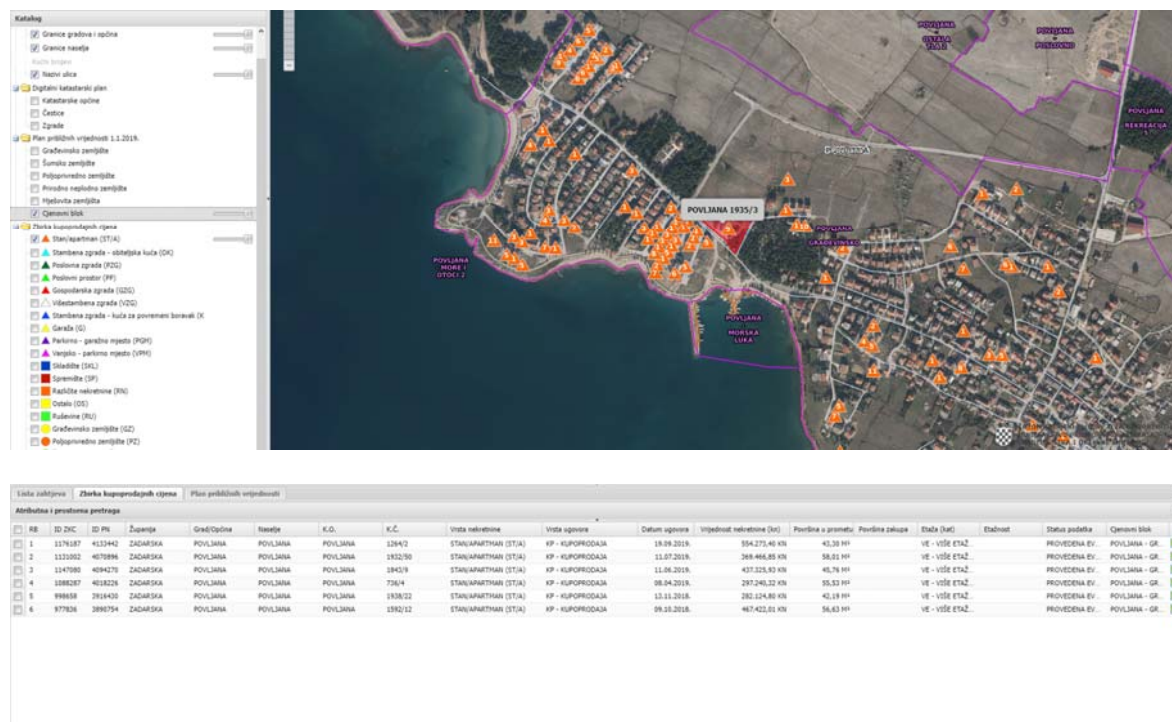 Katalog
Granice gradova i općina
Granice naselja
Kućni brojevi
Nazivi ulica
Digitalni katastarski plan
Katastarske općine
Čestice
Zgrade
Plan približnih vrijednosti 1.1.2019.
Građevinsko zemljište
Šumsko zemljište
Poljoprivredno zemljište
Prirodno neplodno zemljište
Mješovita zemljišta
Cjenovni blok
Zbirka kupoprodajnih cijena
Stan/apartman (ST/A)
Stambena zgrada - obiteljska kuća (OK)
Poslovna zgrada (PZG)
Poslovni prostor (PP)
Gospodarska zgrada (GZG)
Višestambena zgrada (VZG)
Stambena zgrada - kuća za povremeni boravak (K
Garaža (G)
Parkirno - garažno mjesto (PGM)
Vanjsko - parkirno mjesto (VPM)
Skladište (SKL)
Spremište (SP)
Različite nekretnine (RN)
Ostalo (OS)
Ruševine (RU)
Građevinsko zemljište (GZ)
Poljoprivredno zemljište (PZ)
POVLJANA
-
OSTALA
POVLJANA
-
POSLOVNO
POVLJANA
-
REKREACIJA
POVLJANA 1935/3
POVLJANA
-
GRAĐEVINSKO
POVLJANA
- MORE I
OTOCI 2
POVLJANA
-
MORSKA
LUKA
Lista zahtjeva Zbirka kupoprodajnih cijena Plan približnih vrijednosti
Atributna i prostorna pretraga
RB ID ZKC ID PN Županija Grad/Općina Naselje K.O. K.Č. Vrsta nekretnine Vrsta ugovora Datum ugovora Vrijednost nekretnine (kn) Površina u prometu Površina zakupa Etaža (kat) Etažnost Status podatka Cjenovni blok
1 1176187 4133442 ZADARSKA POVLJANA POVLJANA POVLJANA 1264/2 STAN/APARTMAN (ST/A) KP - KUPOPRODAJA 19.09.2019. 554.273,40 KN 43,30 M² VE - VIŠE ETAŽ... PROVEDENA EV... POVLJANA - GR...
2 1131002 4070896 ZADARSKA POVLJANA POVLJANA POVLJANA 1932/50 STAN/APARTMAN (ST/A) KP - KUPOPRODAJA 11.07.2019. 369.466,85 KN 58,01 M² VE - VIŠE ETAŽ... PROVEDENA EV... POVLJANA - GR...
3 1147080 4094270 ZADARSKA POVLJANA POVLJANA POVLJANA 1843/9 STAN/APARTMAN (ST/A) KP - KUPOPRODAJA 11.06.2019. 437.325,93 KN 45,76 M² VE - VIŠE ETAŽ... PROVEDENA EV... POVLJANA - GR...
4 1088287 4018226 ZADARSKA POVLJANA POVLJANA POVLJANA 736/4 STAN/APARTMAN (ST/A) KP - KUPOPRODAJA 08.04.2019. 297.240,32 KN 55,53 M² VE - VIŠE ETAŽ... PROVEDENA EV... POVLJANA - GR...
5 998658 3916430 ZADARSKA POVLJANA POVLJANA POVLJANA 1938/22 STAN/APARTMAN (ST/A) KP - KUPOPRODAJA 13.11.2018. 282.124,80 KN 42,19 M² VE - VIŠE ETAŽ... PROVEDENA EV... POVLJANA - GR...
6 977836 3890754 ZADARSKA POVLJANA POVLJANA POVLJANA 1592/12 STAN/APARTMAN (ST/A) KP - KUPOPRODAJA 09.10.2018. 467.422,01 KN 56,63 M² VE - VIŠE ETAŽ... PROVEDENA EV... POVLJANA - GR...